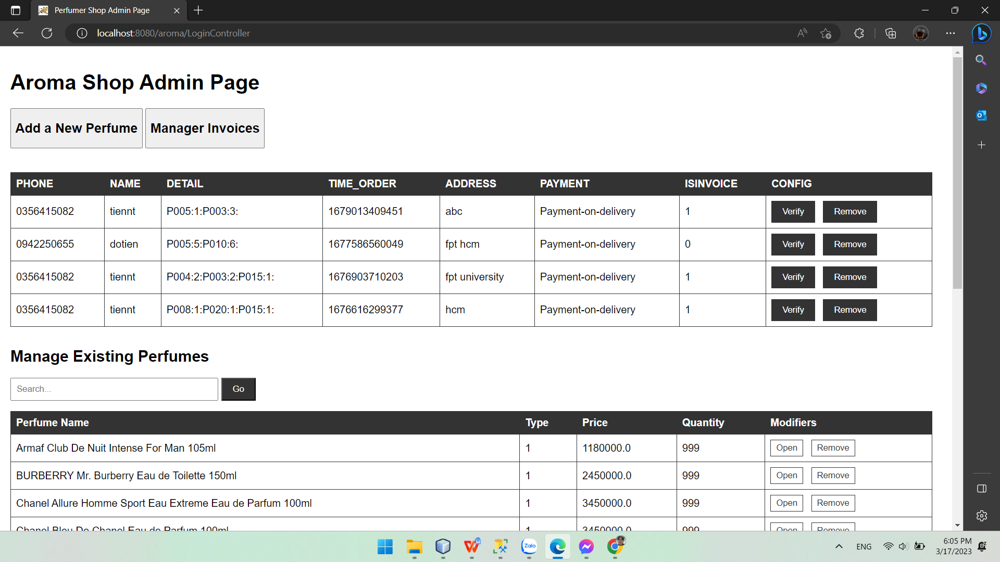 Perfumer Shop Admin Page
localhost:8080/aroma/LoginController
Aroma Shop Admin Page
Add a New Perfume Manager Invoices
PHONE NAME DETAIL TIME_ORDER ADDRESS PAYMENT ISINVOICE CONFIG
0356415082 tiennt P005:1:P003:3: 1679013409451 abc Payment-on-delivery 1 Verify Remove
0942250655 dotien P005:5:P010:6: 1677586560049 fpt hcm Payment-on-delivery 0 Verify Remove
0356415082 tiennt P004:2:P003:2:P015:1: 1676903710203 fpt university Payment-on-delivery 1 Verify Remove
0356415082 tiennt P008:1:P020:1:P015:1: 1676616299377 hcm Payment-on-delivery 1 Verify Remove
Manage Existing Perfumes
Search... Go
Perfume Name Type Price Quantity Modifiers
Armaf Club De Nuit Intense For Man 105ml 1 1180000.0 999 Open Remove
BURBERRY Mr. Burberry Eau de Toilette 150ml 1 2450000.0 999 Open Remove
Chanel Allure Homme Sport Eau Extreme Eau de Parfum 100ml 1 3450000.0 999 Open Remove
Chanel Bleu De Chanel Eau de Parfum 100ml 1 3450000.0 999 Open Remove
Zalo
ENG
6:05 PM
3/17/2023